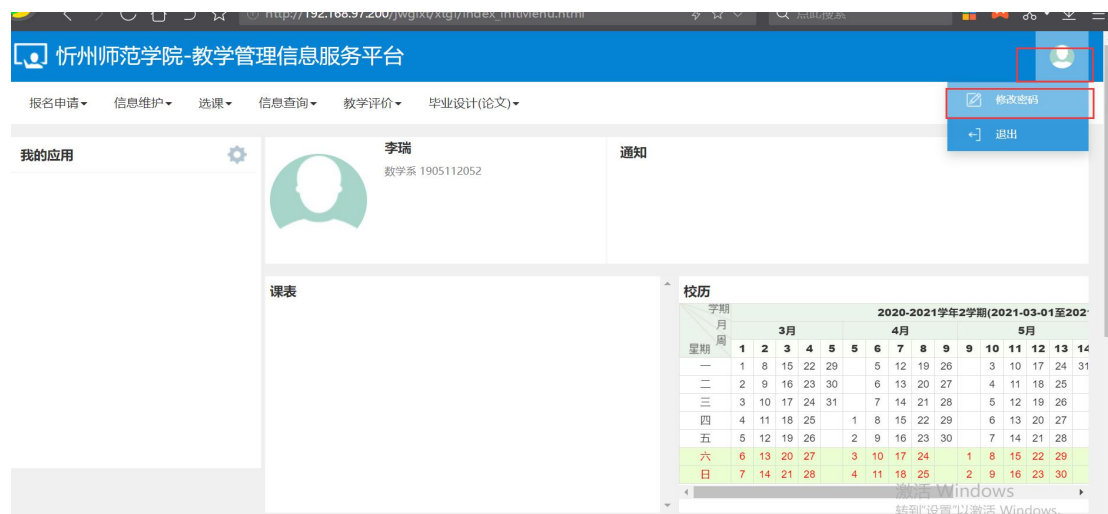 http://192.168.97.200/jwglxt/xtgl/index_initMenu.html
点此搜索
忻州师范学院-教学管理信息服务平台
报名申请 信息维护 选课 信息查询 教学评价 毕业设计(论文)
修改密码
退出
我的应用
李瑞
数学系 1905112052
通知
课表
校历
学期 2020-2021学年2学期(2021-03-01至202
月 3月 4月 5月
星期 周 1 2 3 4 5 5 6 7 8 9 9 10 11 12 13 14
一 1 8 15 22 29 5 12 19 26 3 10 17 24 31
二 2 9 16 23 30 6 13 20 27 4 11 18 25
三 3 10 17 24 31 7 14 21 28 5 12 19 26
四 4 11 18 25 1 8 15 22 29 6 13 20 27
五 5 12 19 26 2 9 16 23 30 7 14 21 28
六 6 13 20 27 3 10 17 24 1 8 15 22 29
日 7 14 21 28 4 11 18 25 2 9 16 23 30
激活 Windows
转到"设置"以激活 Windows。